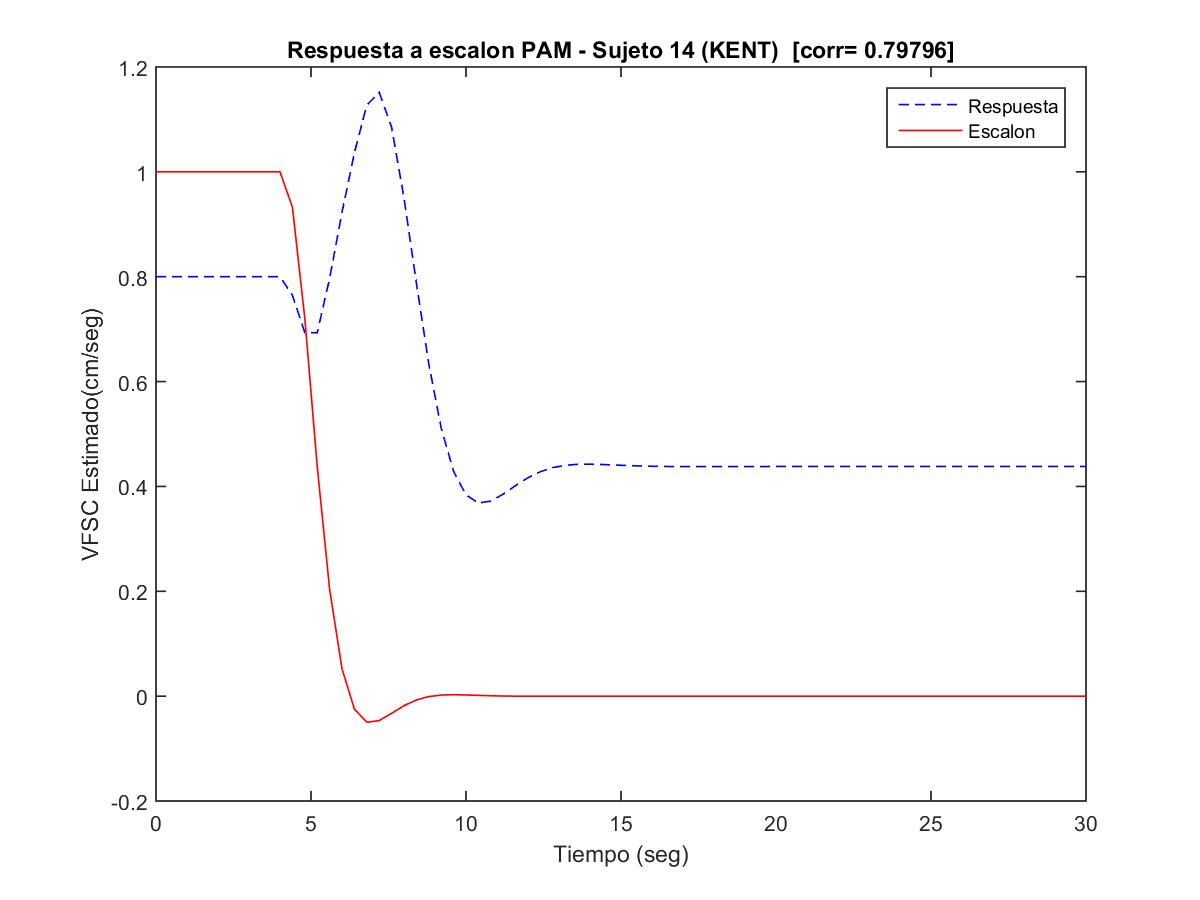 Respuesta a escalon PAM - Sujeto 14 (KENT)  [corr= 0.79796]
Respuesta
Escalon
VFSC Estimado(cm/seg)
1.2
1
0.8
0.6
0.4
0.2
0
-0.2
0 5 10 15 20 25 30
Tiempo (seg)